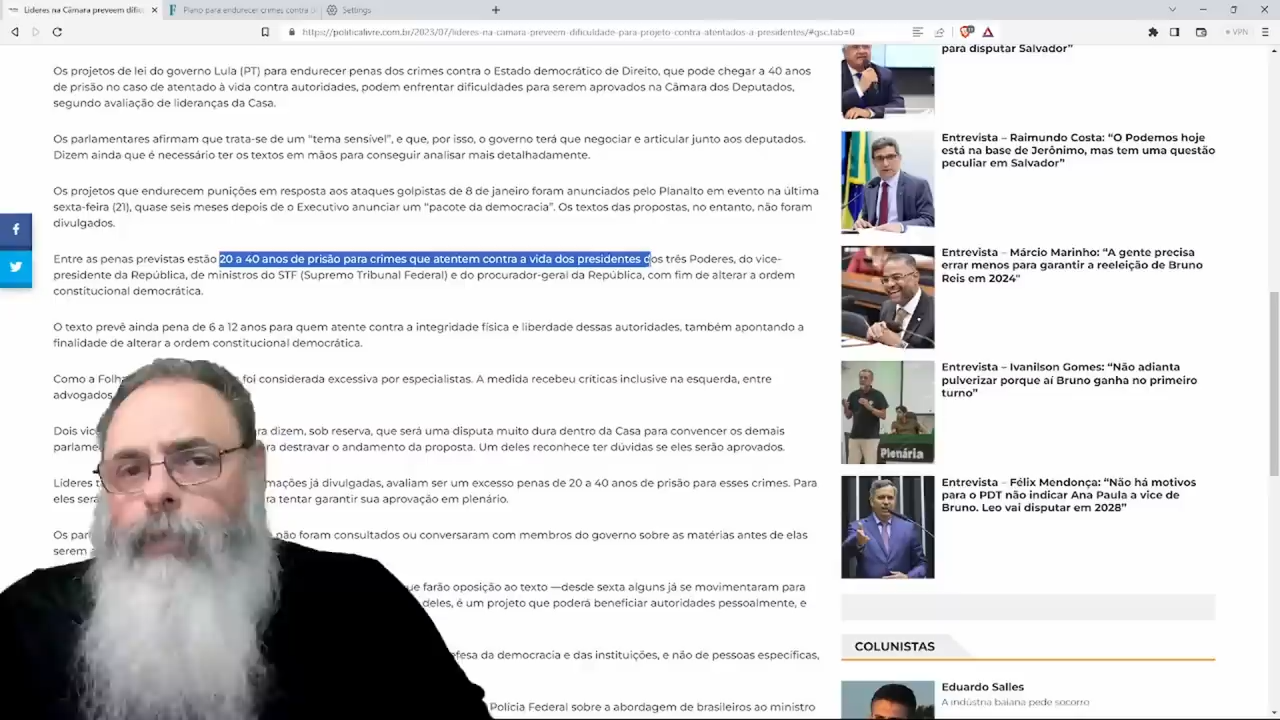 Líderes na Câmara preveem dific
Plano para endurecer crimes contra o
Settings
https://politicalivre.com.br/2023/07/lideres-na-camara-preveem-dificuldade-para-projeto-contra-atentados-a-presidentes/#gsc.tab=0
VPN
Os projetos de lei do governo Lula (PT) para endurecer penas dos crimes contra o Estado democrático de Direito, que pode chegar a 40 anos
de prisão no caso de atentado à vida contra autoridades, podem enfrentar dificuldades para serem aprovados na Câmara dos Deputados,
segundo avaliação de lideranças da Casa.
Os parlamentares afirmam que trata-se de um “tema sensível”, e que, por isso, o governo terá que negociar e articular junto aos deputados.
Dizem ainda que é necessário ter os textos em mãos para conseguir analisar mais detalhadamente.
Os projetos que endurecem punições em resposta aos ataques golpistas de 8 de janeiro foram anunciados pelo Planalto em evento na última
sexta-feira (21), quase seis meses depois de o Executivo anunciar um “pacote da democracia”. Os textos das propostas, no entanto, não foram
divulgados.
Entre as penas previstas estão 20 a 40 anos de prisão para crimes que atentem contra a vida dos presidentes dos três Poderes, do vice-
presidente da República, de ministros do STF (Supremo Tribunal Federal) e do procurador-geral da República, com fim de alterar a ordem
constitucional democrática.
O texto prevê ainda pena de 6 a 12 anos para quem atente contra a integridade física e liberdade dessas autoridades, também apontando a
finalidade de alterar a ordem constitucional democrática.
Como a Folha foi considerada excessiva por especialistas. A medida recebeu críticas inclusive na esquerda, entre
advogados
Dois vice dizem, sob reserva, que será uma disputa muito dura dentro da Casa para convencer os demais
parlame destravar o andamento da proposta. Um deles reconhece ter dúvidas se eles serão aprovados.
Líderes mações já divulgadas, avaliam ser um excesso penas de 20 a 40 anos de prisão para esses crimes. Para
eles será tentar garantir sua aprovação em plenário.
Os par não foram consultados ou conversaram com membros do governo sobre as matérias antes de elas
serem
ue farão oposição ao texto —desde sexta alguns já se movimentaram para
deles, é um projeto que poderá beneficiar autoridades pessoalmente, e
efesa da democracia e das instituições, e não de pessoas específicas,
Polícia Federal sobre a abordagem de brasileiros ao ministro
para disputar Salvador”
Entrevista – Raimundo Costa: “O Podemos hoje
está na base de Jerônimo, mas tem uma questão
peculiar em Salvador”
Entrevista – Márcio Marinho: “A gente precisa
errar menos para garantir a reeleição de Bruno
Reis em 2024”
Entrevista – Ivanilson Gomes: “Não adianta
pulverizar porque aí Bruno ganha no primeiro
turno”
Plenária
Entrevista – Félix Mendonça: “Não há motivos
para o PDT não indicar Ana Paula a vice de
Bruno. Leo vai disputar em 2028”
COLUNISTAS
Eduardo Salles
A indústria baiana pede socorro